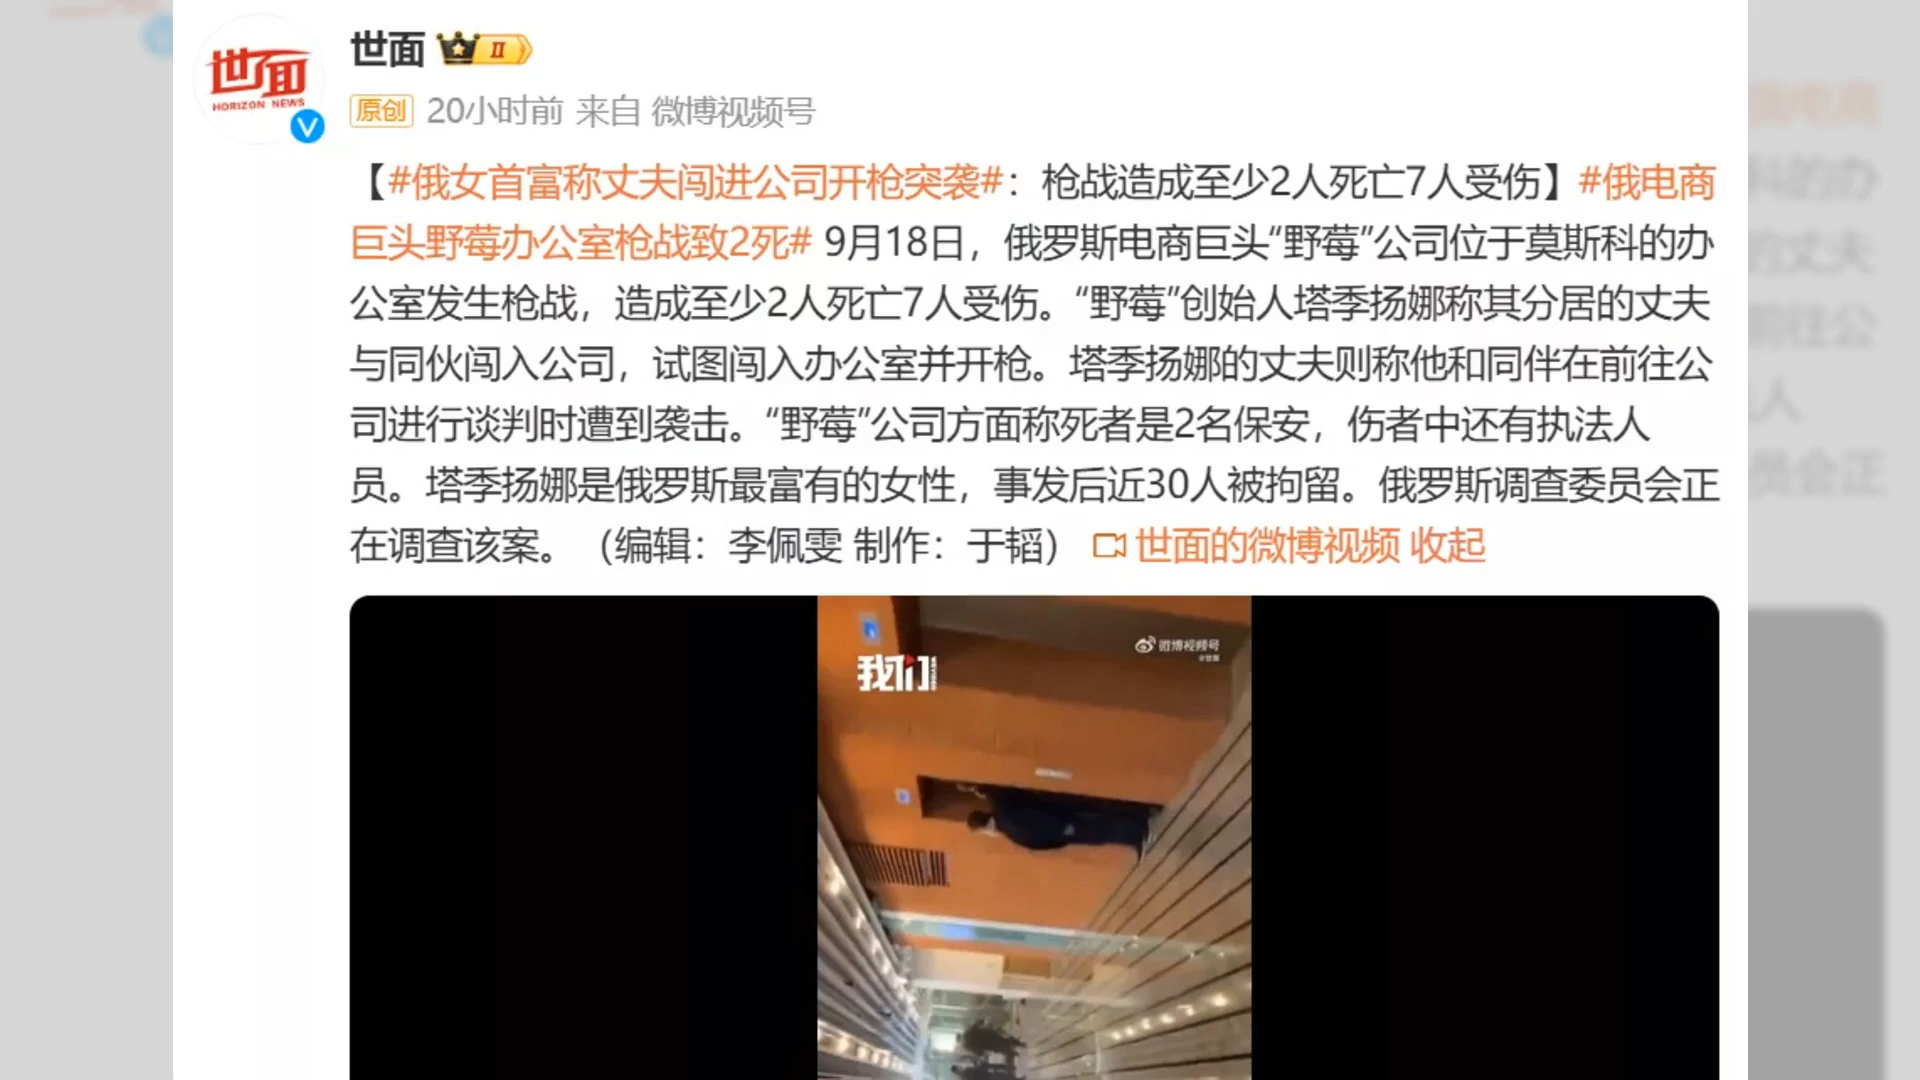 世面
HORIZON NEWS
世面 II
原创 20小时前 来自 微博视频号
【#俄女首富称丈夫闯进公司开枪突袭#：枪战造成至少2人死亡7人受伤】#俄电商
巨头野莓办公室枪战致2死# 9月18日，俄罗斯电商巨头“野莓”公司位于莫斯科的办
公室发生枪战，造成至少2人死亡7人受伤。“野莓”创始人塔季扬娜称其分居的丈夫
与同伙闯入公司，试图闯入办公室并开枪。塔季扬娜的丈夫则称他和同伴在前往公
司进行谈判时遭到袭击。“野莓”公司方面称死者是2名保安，伤者中还有执法人
员。塔季扬娜是俄罗斯最富有的女性，事发后近30人被拘留。俄罗斯调查委员会正
在调查该案。（编辑：李佩雯 制作：于韬） 世面的微博视频 收起
我们
微博视频号
@世面